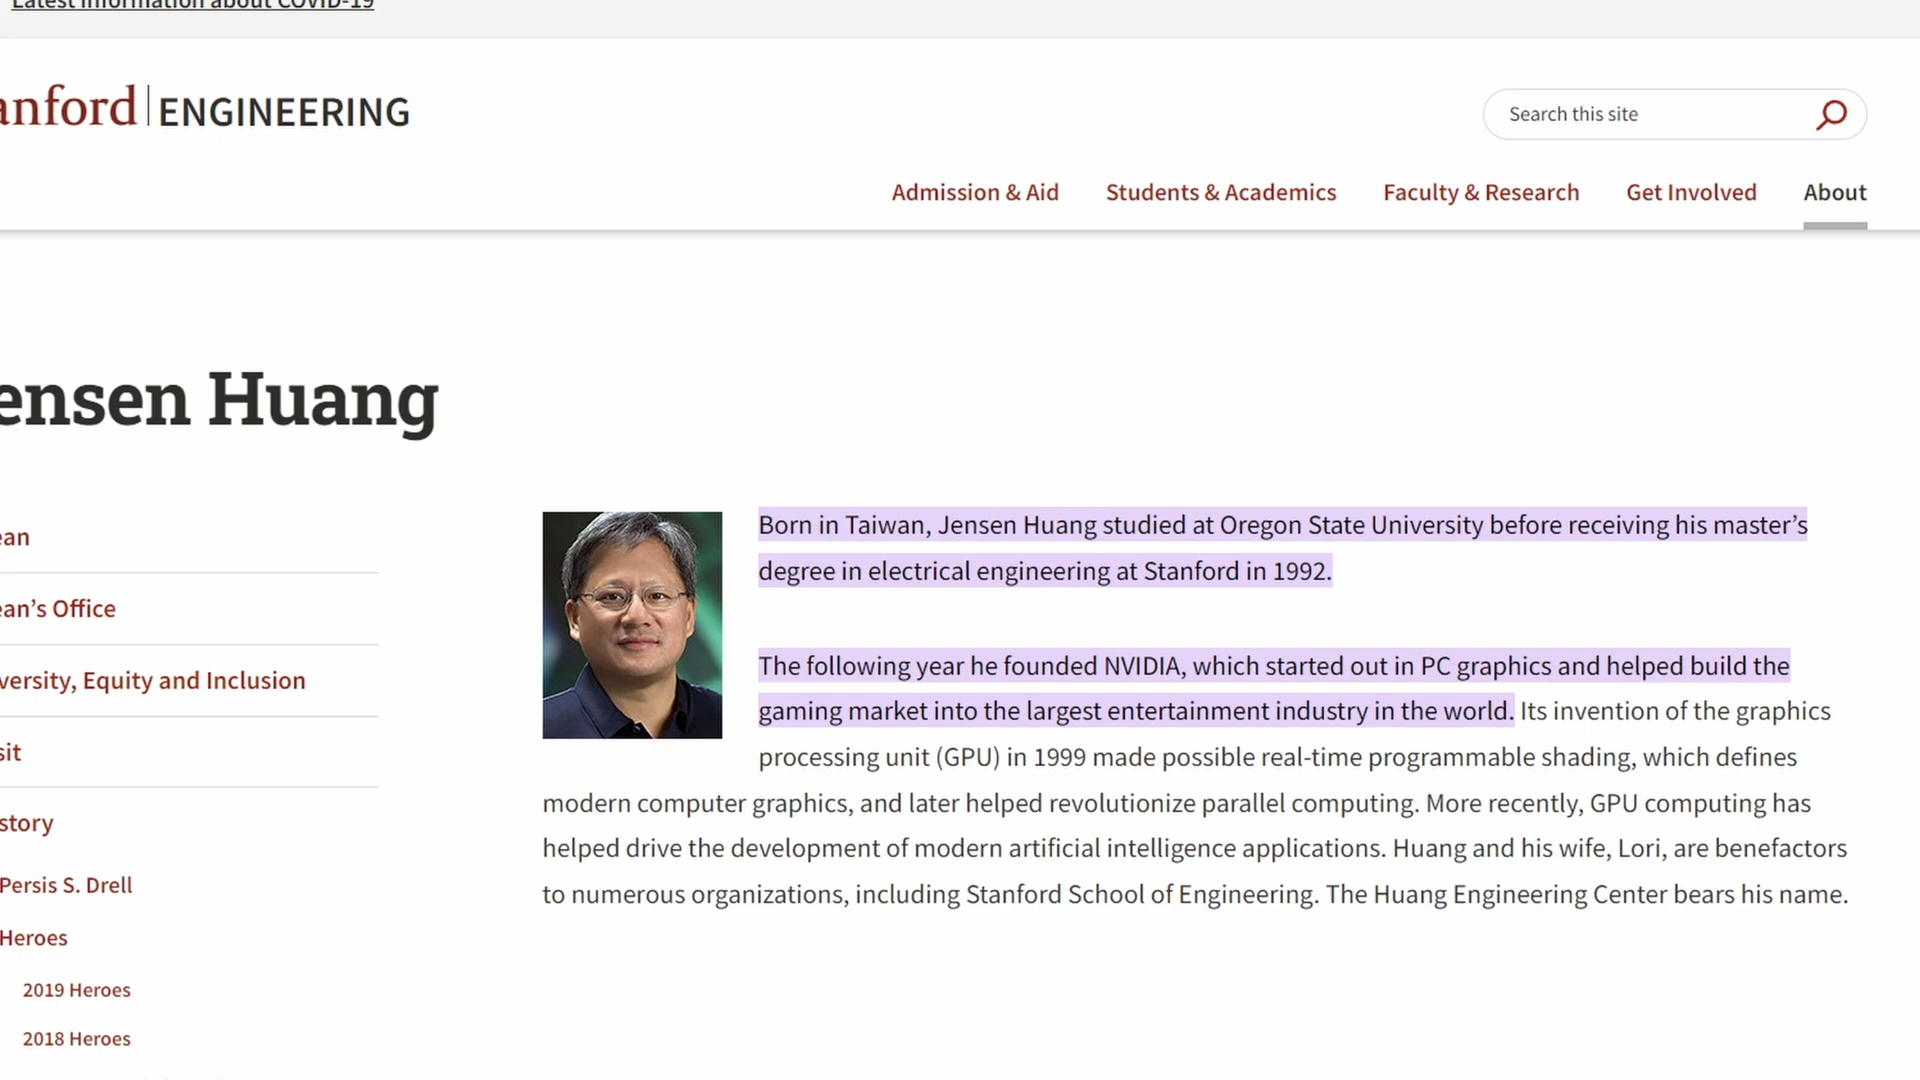 Latest information about COVID-19
anford ENGINEERING
Search this site
Admission & Aid Students & Academics Faculty & Research Get Involved About
ensen Huang
ean
ean’s Office
versity, Equity and Inclusion
sit
story
Persis S. Drell
Heroes
2019 Heroes
2018 Heroes
Born in Taiwan, Jensen Huang studied at Oregon State University before receiving his master’s
degree in electrical engineering at Stanford in 1992.
The following year he founded NVIDIA, which started out in PC graphics and helped build the
gaming market into the largest entertainment industry in the world. Its invention of the graphics
processing unit (GPU) in 1999 made possible real-time programmable shading, which defines
modern computer graphics, and later helped revolutionize parallel computing. More recently, GPU computing has
helped drive the development of modern artificial intelligence applications. Huang and his wife, Lori, are benefactors
to numerous organizations, including Stanford School of Engineering. The Huang Engineering Center bears his name.